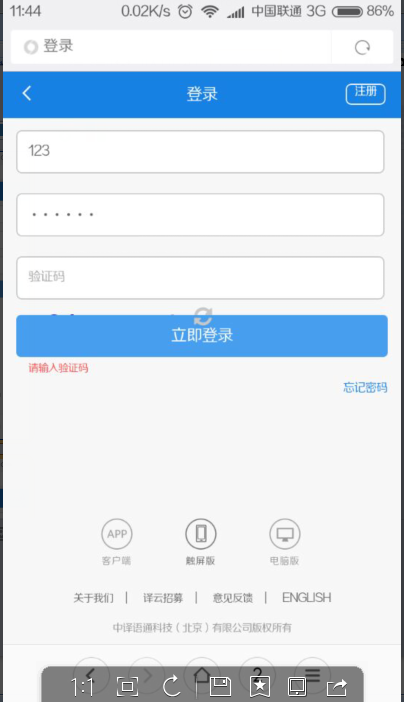 11:44 0.02K/s 中国联通 3G 86%
登录
登录 注册
123
验证码
立即登录
请输入验证码
忘记密码
APP
客户端 触屏版 电脑版
关于我们 | 译云招募 | 意见反馈 | ENGLISH
中译语通科技（北京）有限公司版权所有
2
1:1